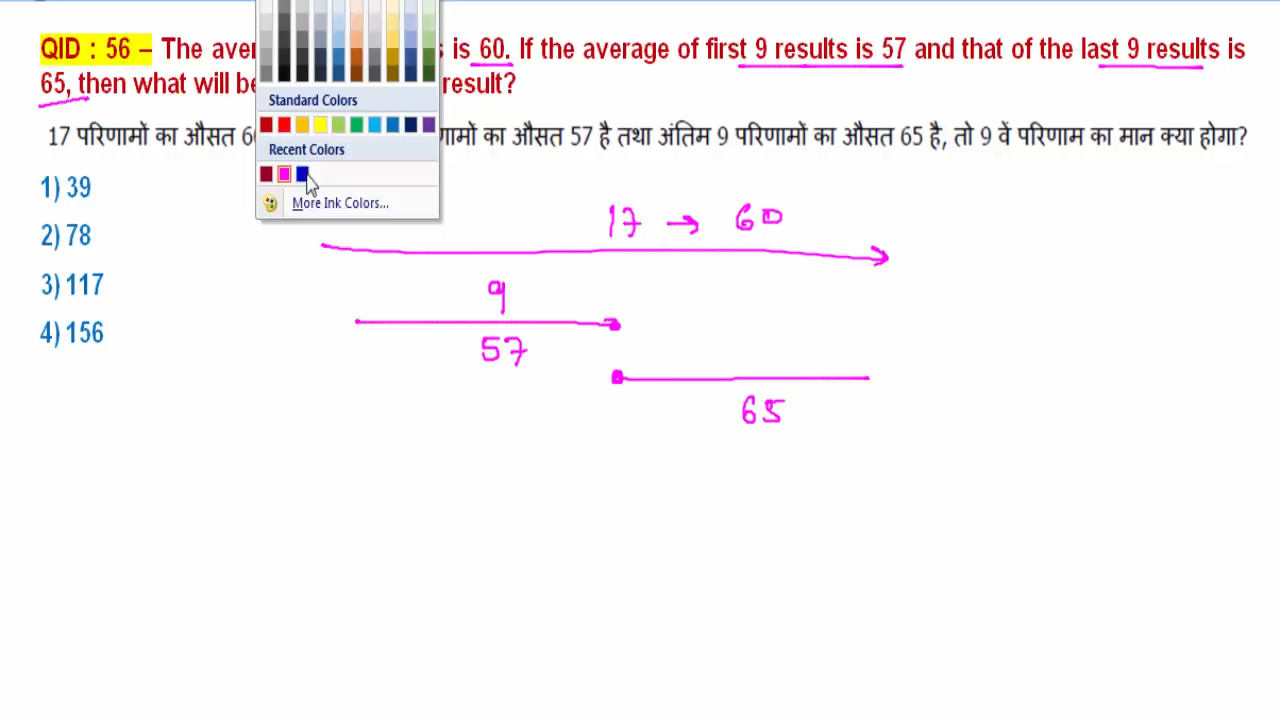 QID : 56 – The is 60. If the average of first 9 results is 57 and that of the last 9 results is
65, then what will result?
Standard Colors
17 परिणामों का औसत का औसत 57 है तथा अंतिम 9 परिणामों का औसत 65 है, तो 9 वें परिणाम का मान क्या होगा?
Recent Colors
1) 39
More Ink Colors...
17 → 60
2) 78
3) 117
9
4) 156
57
65